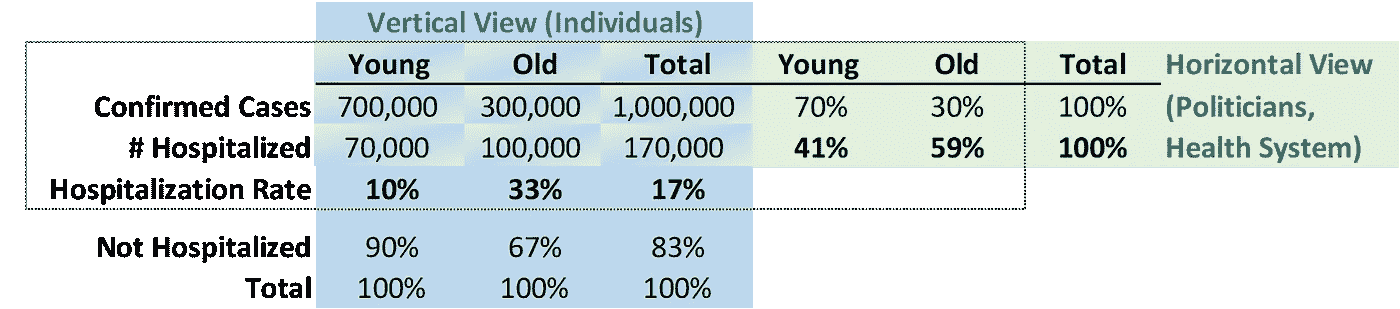 Vertical View (Individuals)
Young Old Total Young Old Total Horizontal View
Confirmed Cases 700,000 300,000 1,000,000 70% 30% 100% (Politicians,
# Hospitalized 70,000 100,000 170,000 41% 59% 100% Health System)
Hospitalization Rate 10% 33% 17%
Not Hospitalized 90% 67% 83%
Total 100% 100% 100%